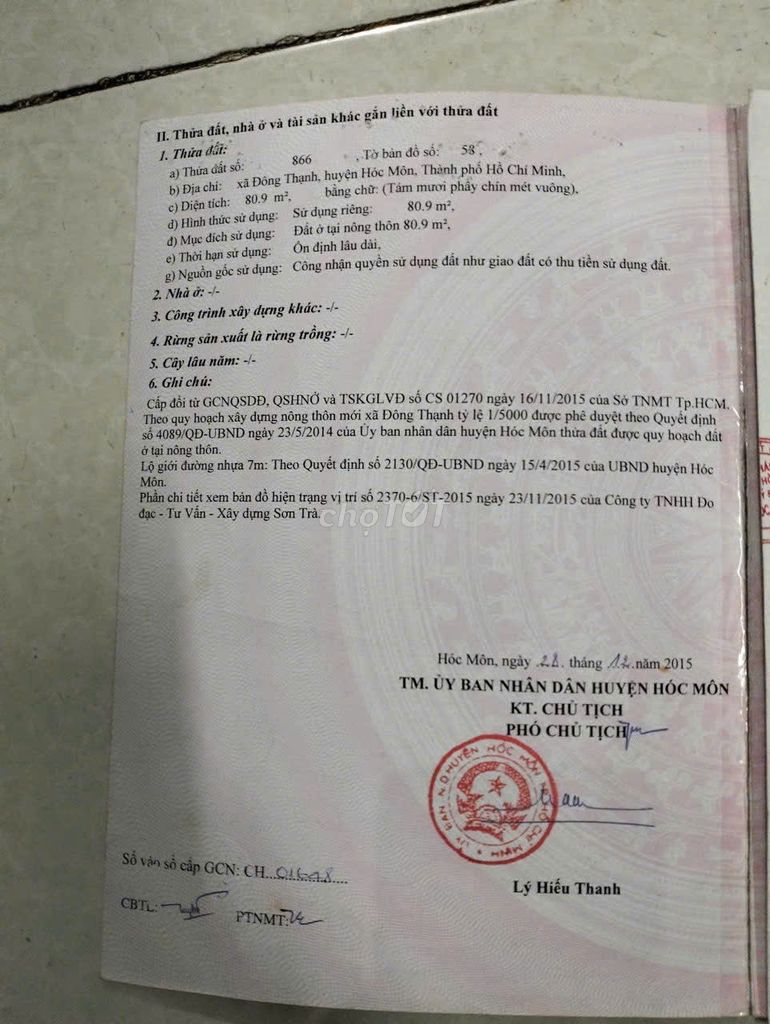 II. Thửa đất, nhà ở và tài sản khác gắn liền với thửa đất
1. Thửa đất:
a) Thửa đất số: 866 , Tờ bản đồ số: 58 ,
b) Địa chỉ: xã Đông Thạnh, huyện Hóc Môn, Thành phố Hồ Chí Minh,
c) Diện tích: 80.9 m², bằng chữ: (Tám mươi phẩy chín mét vuông),
d) Hình thức sử dụng: Sử dụng riêng: 80.9 m²,
đ) Mục đích sử dụng: Đất ở tại nông thôn 80.9 m²,
e) Thời hạn sử dụng: Ổn định lâu dài,
g) Nguồn gốc sử dụng: Công nhận quyền sử dụng đất như giao đất có thu tiền sử dụng đất.
2. Nhà ở: -/-
3. Công trình xây dựng khác: -/-
4. Rừng sản xuất là rừng trồng: -/-
5. Cây lâu năm: -/-
6. Ghi chú:
Cấp đổi từ GCNQSDĐ, QSHNỞ và TSKGLVĐ số CS 01270 ngày 16/11/2015 của Sở TNMT Tp.HCM.
Theo quy hoạch xây dựng nông thôn mới xã Đông Thạnh tỷ lệ 1/5000 được phê duyệt theo Quyết định
số 4089/QĐ-UBND ngày 23/5/2014 của Ủy ban nhân dân huyện Hóc Môn thửa đất được quy hoạch đất
ở tại nông thôn.
Lộ giới đường nhựa 7m: Theo Quyết định số 2130/QĐ-UBND ngày 15/4/2015 của UBND huyện Hóc
Môn.
Phần chi tiết xem bản đồ hiện trạng vị trí số 2370-6/ST-2015 ngày 23/11/2015 của Công ty TNHH Đo
đạc - Tư Vấn - Xây dựng Sơn Trà.
chợTỐT
Hóc Môn, ngày 28 tháng 12 năm 2015
TM. ỦY BAN NHÂN DÂN HUYỆN HÓC MÔN
KT. CHỦ TỊCH
PHÓ CHỦ TỊCH
ỦY BAN N.D HUYỆN HÓC MÔN T.P HỒ CHÍ MINH
Lý Hiếu Thanh
Số vào sổ cấp GCN: CH 01648
CBTL:
PTNMT: